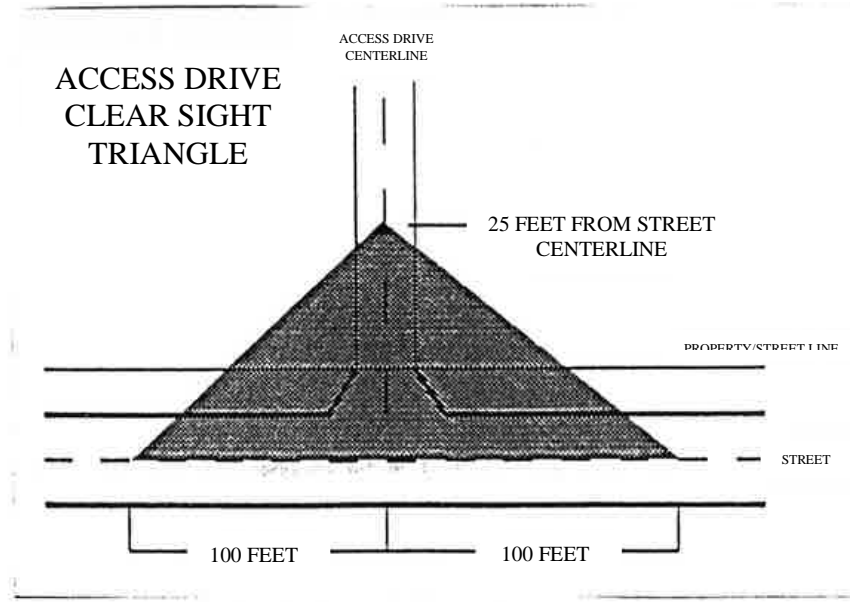 ACCESS DRIVE
CENTERLINE
ACCESS DRIVE
CLEAR SIGHT
TRIANGLE
25 FEET FROM STREET
CENTERLINE
PROPERTY/STREET LINE
STREET
100 FEET
100 FEET